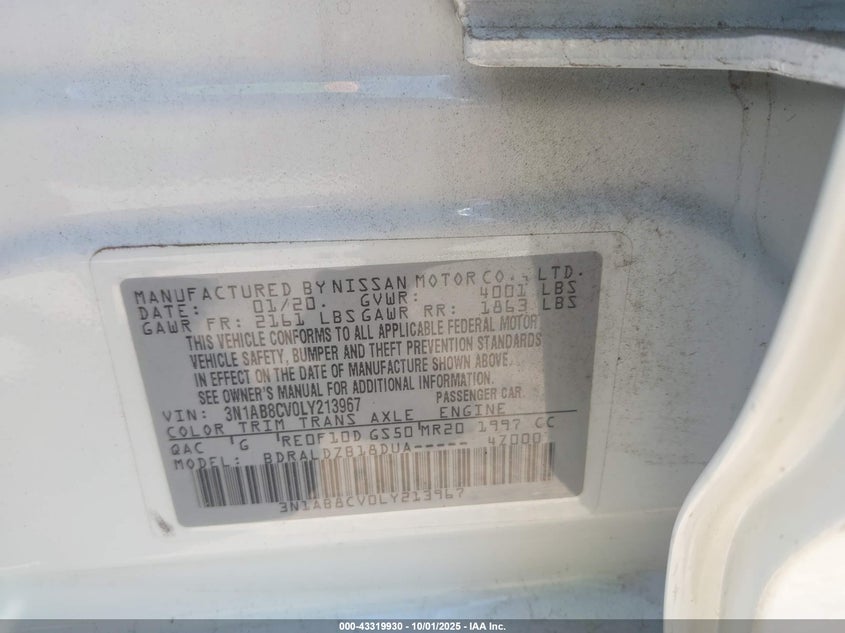 MANUFACTURED BY NISSAN MOTOR CO., LTD.
DATE: 01/20. GVWR: 4001 LBS
GAWR FR: 2161 LBS GAWR RR: 1863 LBS
THIS VEHICLE CONFORMS TO ALL APPLICABLE FEDERAL MOTOR
VEHICLE SAFETY, BUMPER AND THEFT PREVENTION STANDARDS
IN EFFECT ON THE DATE OF MANUFACTURE SHOWN ABOVE.
SEE OWNER'S MANUAL FOR ADDITIONAL INFORMATION.
VIN: 3N1AB8CV0LY213967 PASSENGER CAR
COLOR TRIM TRANS AXLE ENGINE
QAC G RE0F10D GS50 MR20 1997 CC
MODEL: BDRALDZB18DUA----- 4Z000
3N1AB8CV0LY213967
000-43319930 - 10/01/2025 - IAA Inc.